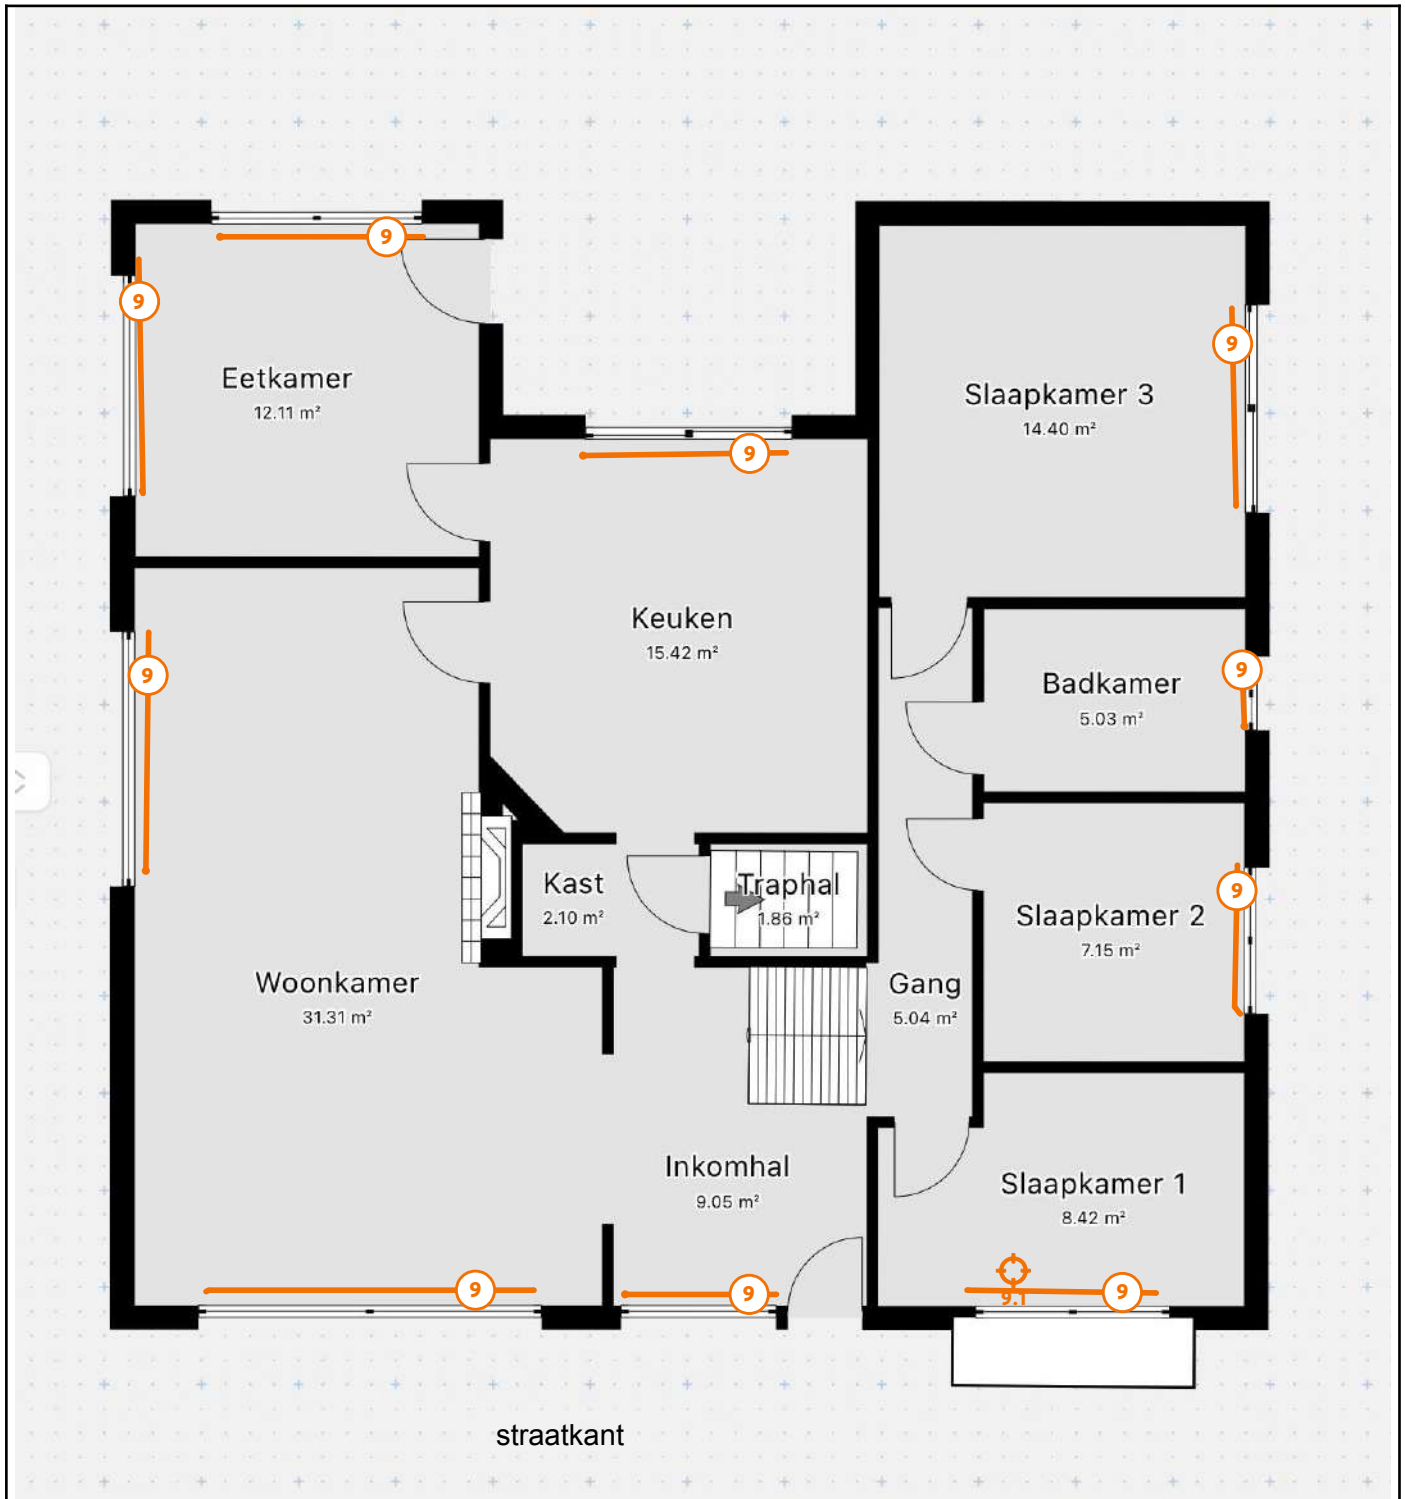 9
9
Eetkamer
12.11 m²
9
Slaapkamer 3
14.40 m²
9
Keuken
15.42 m²
9
Badkamer
5.03 m²
9
Kast
2.10 m²
Traphal
1.86 m²
Slaapkamer 2
7.15 m²
9
Woonkamer
31.31 m²
Gang
5.04 m²
Inkomhal
9.05 m²
Slaapkamer 1
8.42 m²
9
9
9.1
9
straatkant